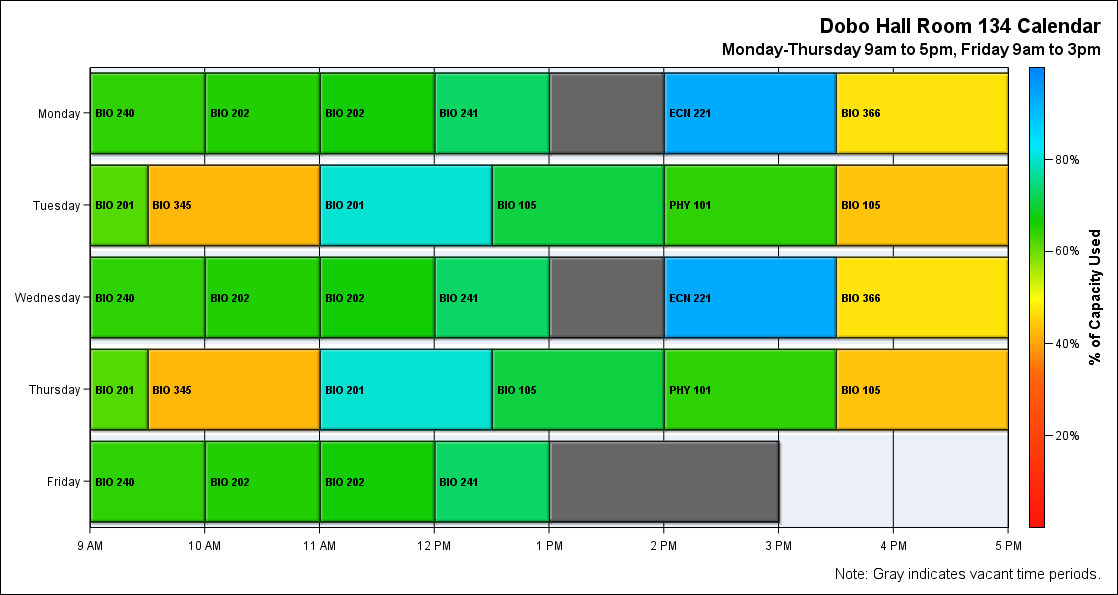 Dobo Hall Room 134 Calendar
Monday-Thursday 9am to 5pm, Friday 9am to 3pm
Monday BIO 240 BIO 202 BIO 202 BIO 241 ECN 221 BIO 366
80%
Tuesday BIO 201 BIO 345 BIO 201 BIO 105 PHY 101 BIO 105
60%
% of Capacity Used
Wednesday BIO 240 BIO 202 BIO 202 BIO 241 ECN 221 BIO 366
40%
Thursday BIO 201 BIO 345 BIO 201 BIO 105 PHY 101 BIO 105
20%
Friday BIO 240 BIO 202 BIO 202 BIO 241
9 AM 10 AM 11 AM 12 PM 1 PM 2 PM 3 PM 4 PM 5 PM
Note: Gray indicates vacant time periods.